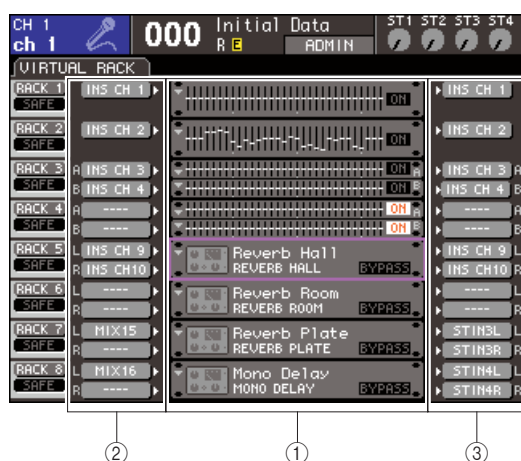 CH 1
ch 1
000
Initial Data
R E ADMIN
ST1 ST2 ST3 ST4
VIRTUAL RACK
RACK 1 SAFE INS CH 1 ON INS CH 1
RACK 2 SAFE INS CH 2 ON INS CH 2
RACK 3 SAFE A INS CH 3 ON A INS CH 3 A
B INS CH 4 ON B INS CH 4 B
RACK 4 SAFE A ---- ON A ---- A
B ---- ON B ---- B
RACK 5 SAFE L INS CH 9 Reverb Hall INS CH 9 L
R INS CH10 REVERB HALL BYPASS INS CH10 R
RACK 6 SAFE L ---- Reverb Room ---- L
R ---- REVERB ROOM BYPASS ---- R
RACK 7 SAFE L MIX15 Reverb Plate STIN3L L
R ---- REVERB PLATE BYPASS STIN3R R
RACK 8 SAFE L MIX16 Mono Delay STIN4L L
R ---- MONO DELAY BYPASS STIN4R R
② ① ③